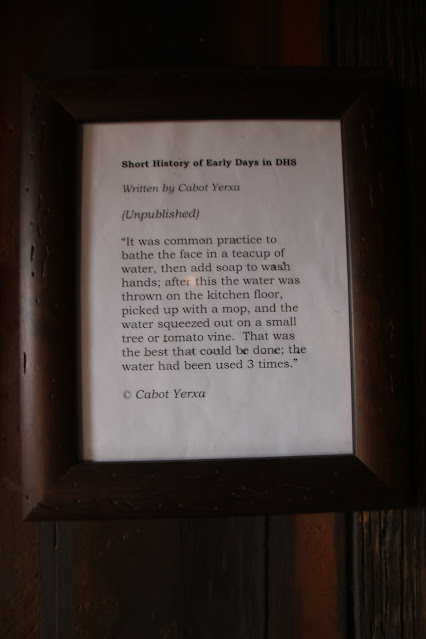 Short History of Early Days in DHS
Written by Cabot Yerxa
(Unpublished)
"It was common practice to
bathe the face in a teacup of
water, then add soap to wash
hands; after this the water was
thrown on the kitchen floor,
picked up with a mop, and the
water squeezed out on a small
tree or tomato vine.  That was
the best that could be done; the
water had been used 3 times."
© Cabot Yerxa